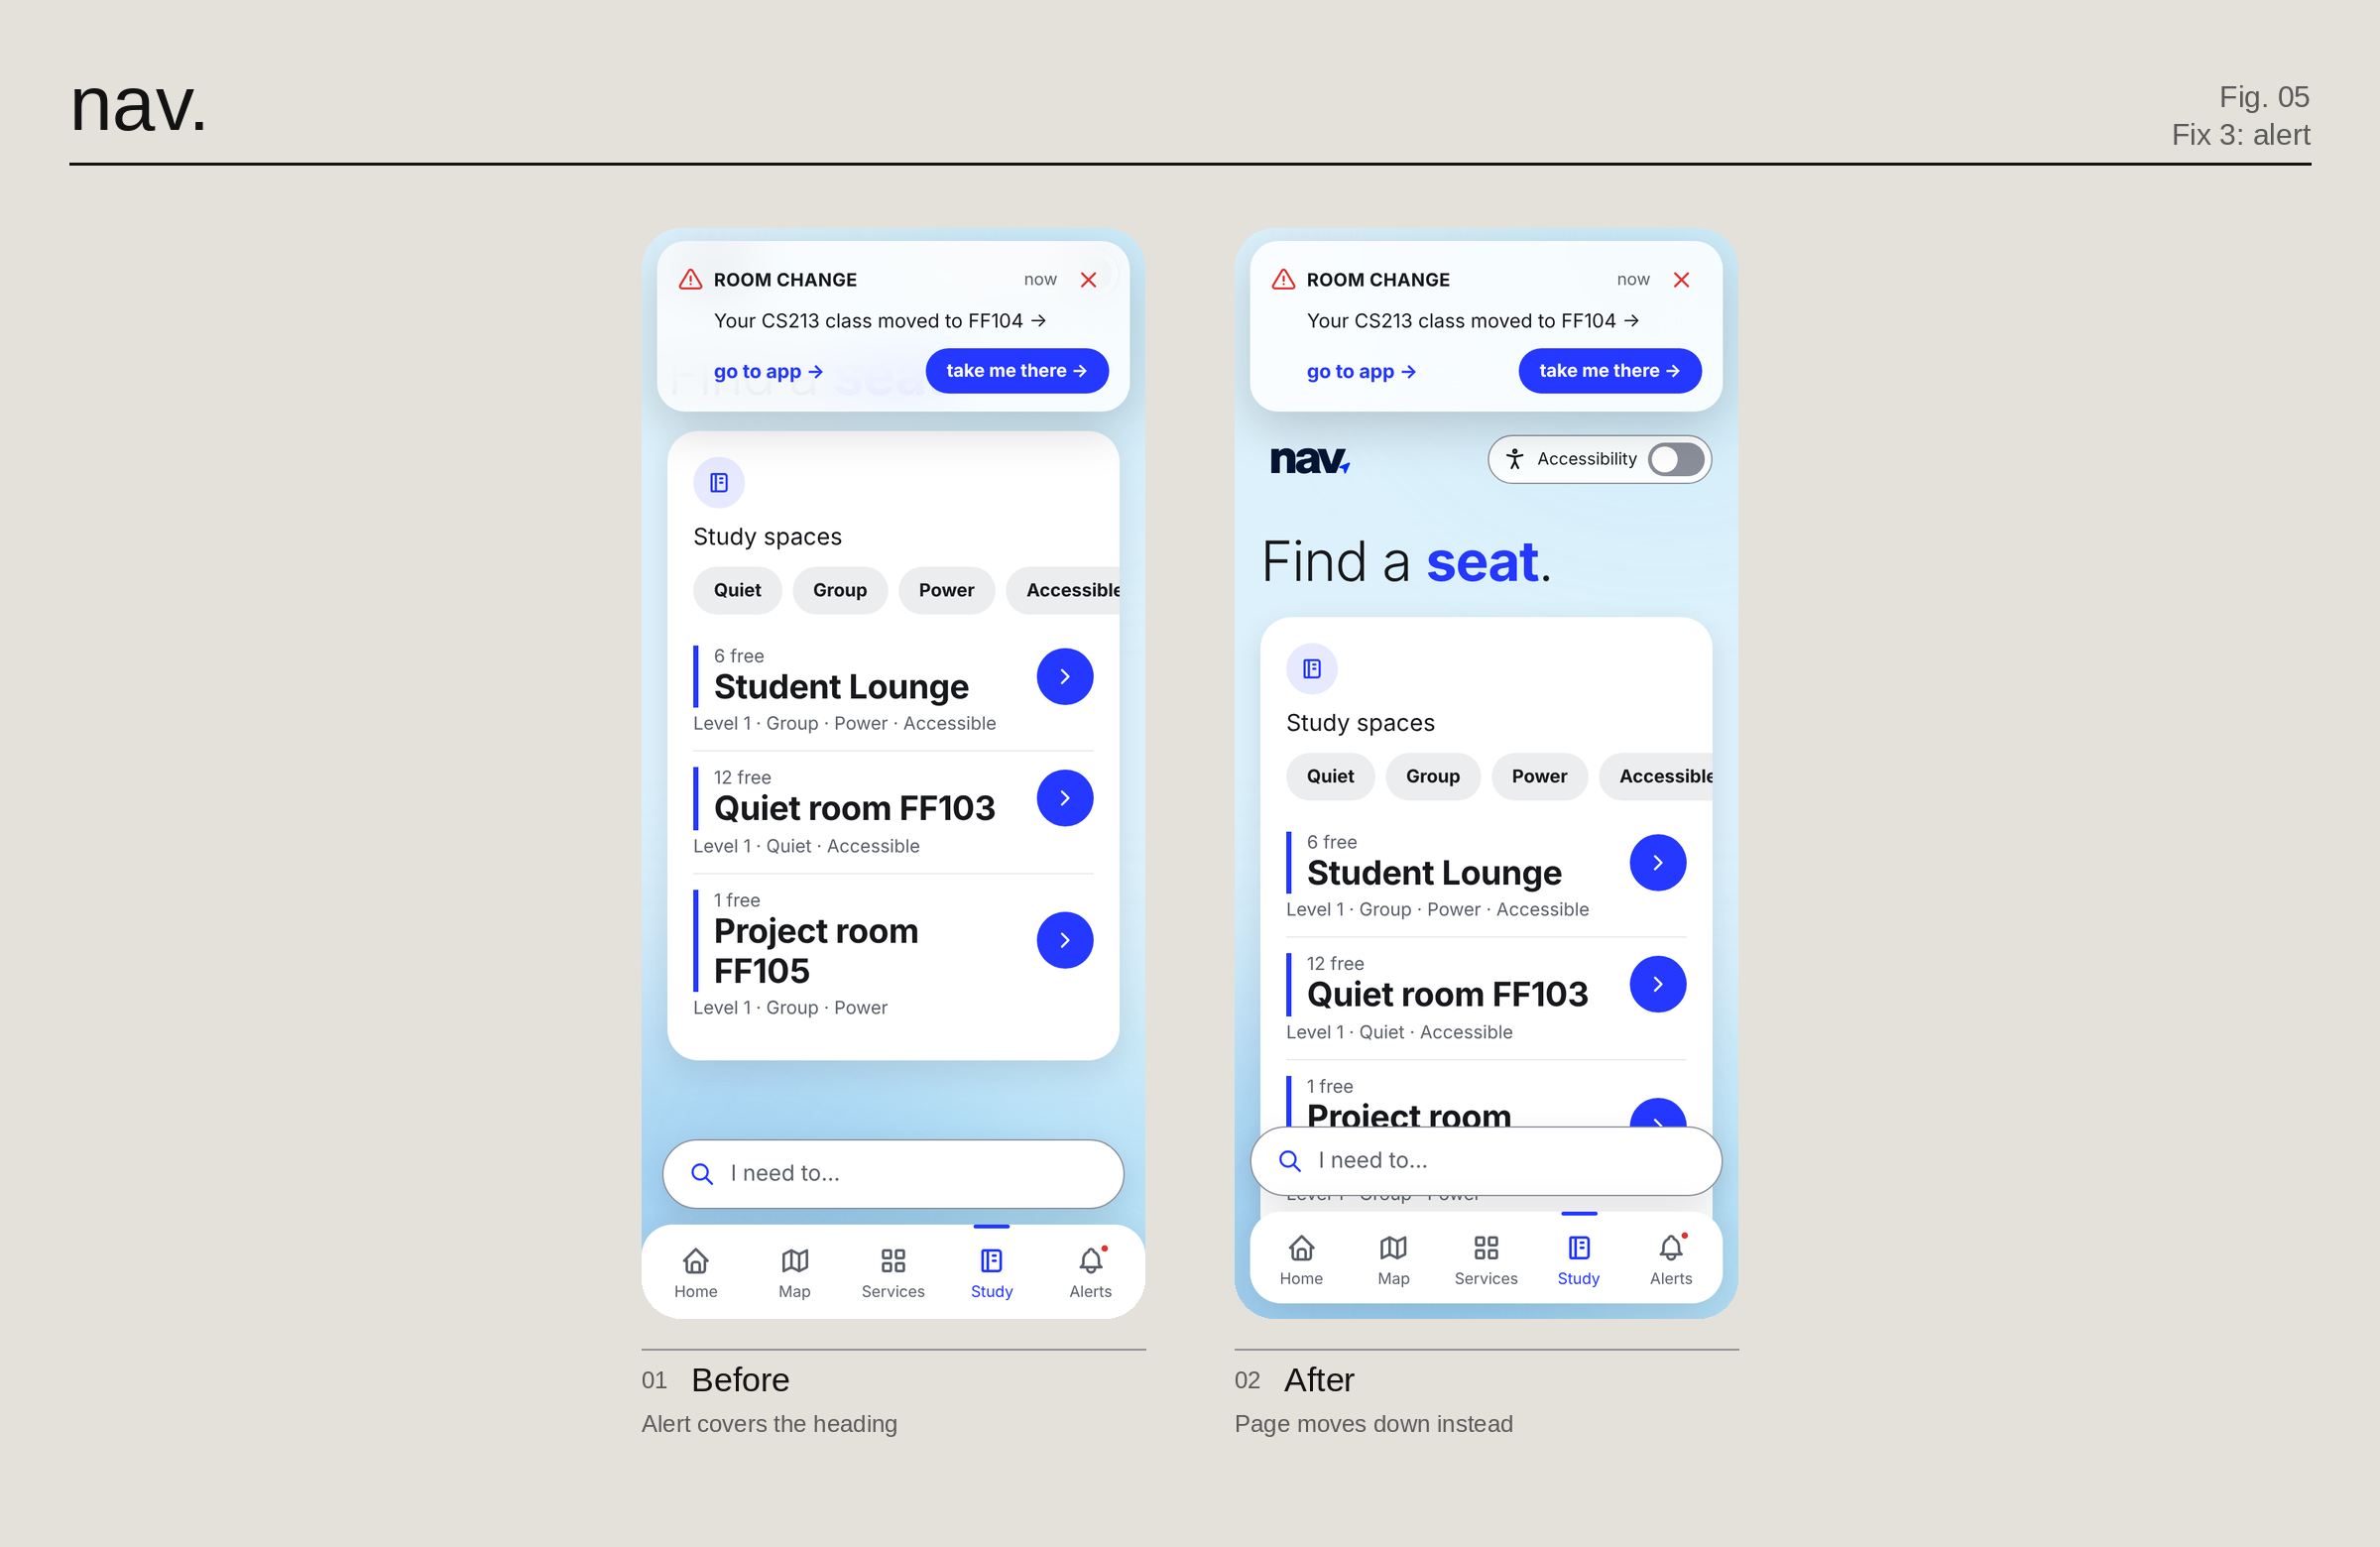 nav.
Fig. 05
Fix 3: alert
ROOM CHANGE
now
Your CS213 class moved to FF104 →
Find a sea
go to app →
take me there →
Study spaces
Quiet
Group
Power
Accessible
6 free
Student Lounge
Level 1 · Group · Power · Accessible
12 free
Quiet room FF103
Level 1 · Quiet · Accessible
1 free
Project room
FF105
Level 1 · Group · Power
I need to...
Home
Map
Services
Study
Alerts
01 Before
Alert covers the heading
ROOM CHANGE
now
Your CS213 class moved to FF104 →
go to app →
take me there →
nav
Accessibility
Find a seat.
Study spaces
Quiet
Group
Power
Accessible
6 free
Student Lounge
Level 1 · Group · Power · Accessible
12 free
Quiet room FF103
Level 1 · Quiet · Accessible
1 free
Project room
I need to...
Level 1 · Group · Power
Home
Map
Services
Study
Alerts
02 After
Page moves down instead